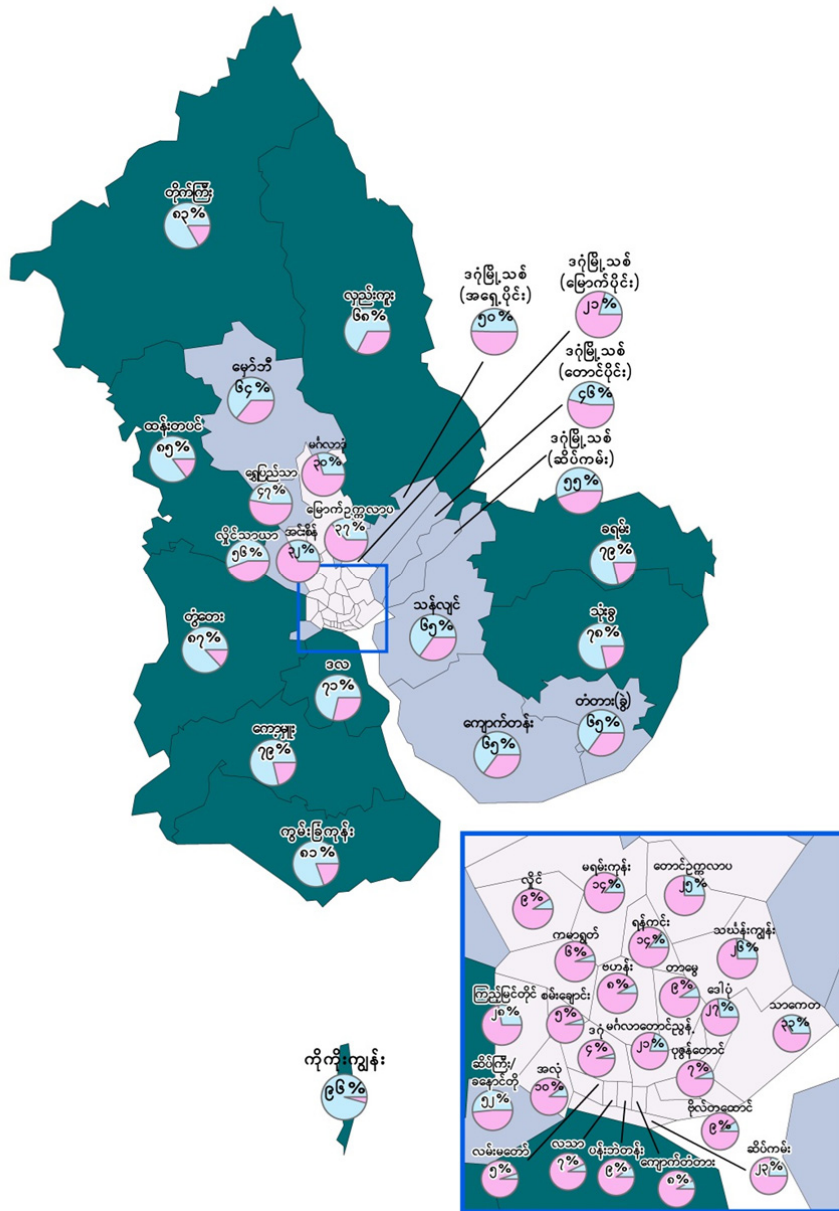 တိုက်ကြီး
၈၃%
လှည်းကူး
၆၈%
ဒဂုံမြို့သစ်
(အရှေ့ပိုင်း)
၅၀%
ဒဂုံမြို့သစ်
(မြောက်ပိုင်း)
၂၁%
ဒဂုံမြို့သစ်
(တောင်ပိုင်း)
၄၆%
ဒဂုံမြို့သစ်
(ဆိပ်ကမ်း)
၅၅%
မှော်ဘီ
၆၄%
ထန်းတပင်
၈၅%
မင်္ဂလာဒုံ
၃၀%
ရွှေပြည်သာ
၄၇%
မြောက်ဥက္ကလာပ
၃၇%
လှိုင်သာယာ
၅၆%
အင်းစိန်
၃၂%
ခရမ်း
၇၉%
သုံးခွ
၇၈%
တွံတေး
၈၇%
သန်လျင်
၆၅%
ဒလ
၇၁%
ကော့မှူး
၇၉%
ကျောက်တန်း
၆၅%
တံတား(ခွဲ)
၆၅%
ကွမ်းခြံကုန်း
၈၁%
ကိုကိုးကျွန်း
၉၆%
လှိုင်
၉%
မရမ်းကုန်း
၁၄%
တောင်ဥက္ကလာပ
၂၅%
ကမာရွတ်
၆%
ရန်ကင်း
၁၄%
သင်္ဃန်းကျွန်း
၂၆%
ဗဟန်း
၈%
တာမွေ
၉%
ဒေါပုံ
၂၇%
သာကေတ
၃၃%
ကြည့်မြင်တိုင်
၂၈%
စမ်းချောင်း
၅%
ဒဂုံ
၄%
မင်္ဂလာတောင်ညွန့်
၂၁%
ပုဇွန်တောင်
၇%
ဆိပ်ကြီး/
ခနောင်တို
၅၂%
အလုံ
၁၀%
ဗိုလ်တထောင်
၉%
လမ်းမတော်
၅%
လသာ
၇%
ပန်းဘဲတန်း
၉%
ကျောက်တံတား
၈%
ဆိပ်ကမ်း
၂၃%